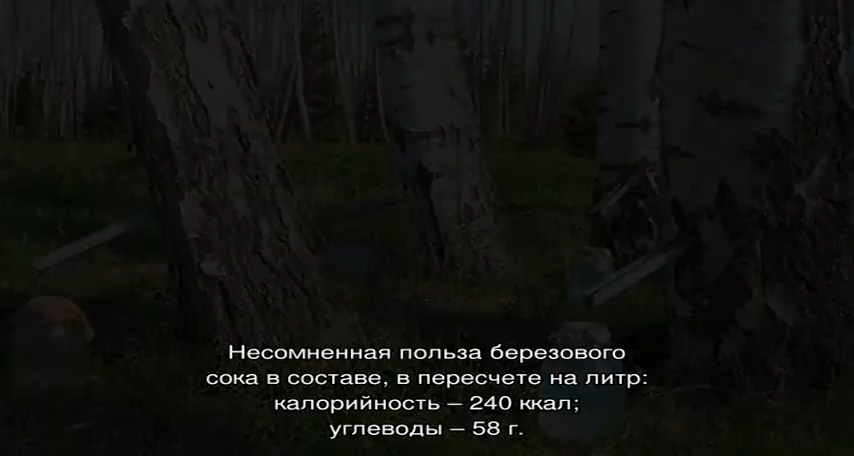 Несомненная польза березового
сока в составе, в пересчете на литр:
калорийность – 240 ккал;
углеводы – 58 г.